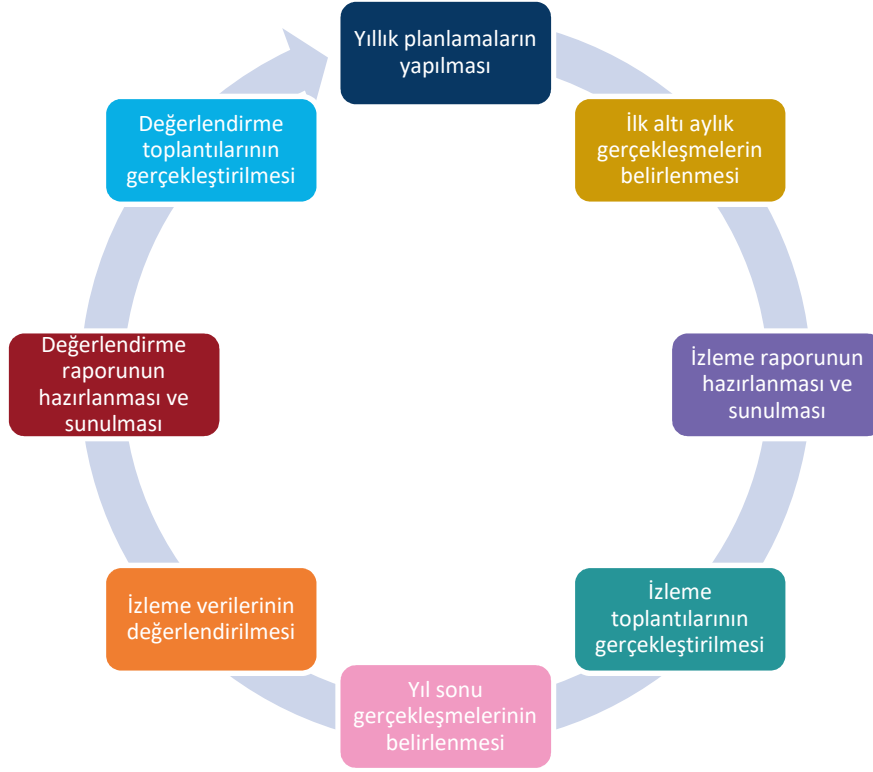 Yıllık planlamaların
yapılması
İlk altı aylık
gerçekleşmelerin
belirlenmesi
İzleme raporunun
hazırlanması ve
sunulması
İzleme
toplantılarının
gerçekleştirilmesi
Yıl sonu
gerçekleşmelerinin
belirlenmesi
İzleme verilerinin
değerlendirilmesi
Değerlendirme
raporunun
hazırlanması ve
sunulması
Değerlendirme
toplantılarının
gerçekleştirilmesi